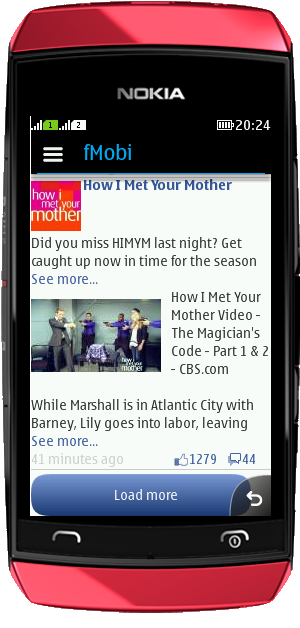 NOKIA
1 2 20:24
fMobi
how i met your mother
How I Met Your Mother
Did you miss HIMYM last night? Get
caught up now in time for the season
See more...
How I Met Your
Mother Video -
The Magician's
Code - Part 1 & 2
- CBS.com
how i met your mother
While Marshall is in Atlantic City with
Barney, Lily goes into labor, leaving
See more...
41 minutes ago 1279 44
Load more